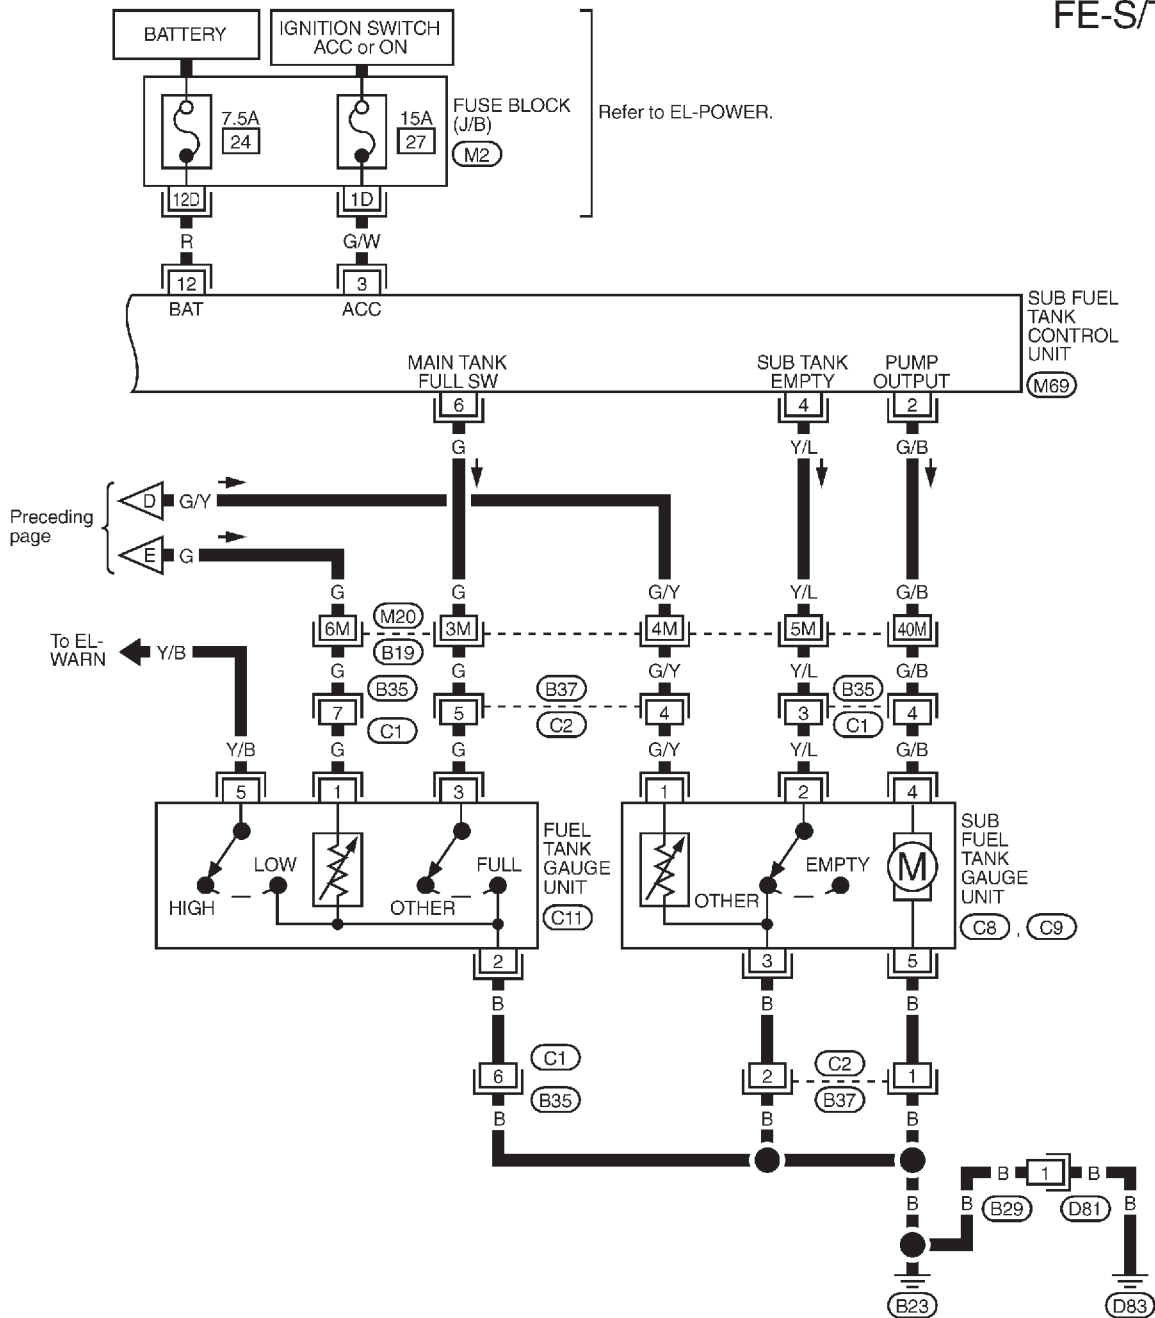 FE-S/T
BATTERY
IGNITION SWITCH
ACC or ON
7.5A
24
15A
27
FUSE BLOCK
(J/B)
M2
Refer to EL-POWER.
12D
1D
R
G/W
12
3
BAT
ACC
SUB FUEL
TANK
CONTROL
UNIT
M69
MAIN TANK
FULL SW
SUB TANK
EMPTY
PUMP
OUTPUT
6
4
2
G
Y/L
G/B
Preceding
page
D
G/Y
E
G
G
G
G/Y
Y/L
G/B
6M
M20
B19
3M
4M
5M
40M
To EL-
WARN
Y/B
G
G
G/Y
Y/L
G/B
7
B35
C1
5
B37
C2
4
3
B35
C1
4
Y/B
G
G
G/Y
Y/L
G/B
5
1
3
1
2
4
HIGH
LOW
OTHER
FULL
FUEL
TANK
GAUGE
UNIT
C11
OTHER
EMPTY
M
SUB
FUEL
TANK
GAUGE
UNIT
C8 , C9
2
3
5
B
B
B
6
C1
B35
2
C2
B37
1
B
B
B
B
B
B
1
B
B
B29
D81
B23
D83